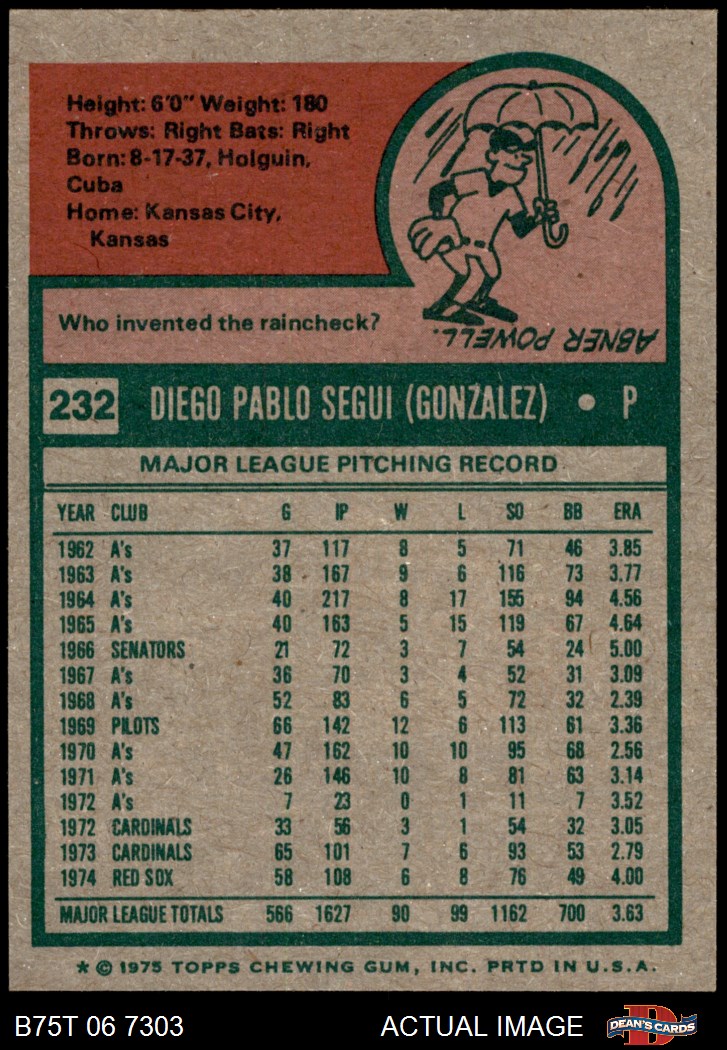 Height: 6'0" Weight: 180
Throws: Right Bats: Right
Born: 8-17-37, Holguin,
Cuba
Home: Kansas City,
Kansas
Who invented the raincheck?
ABNER POWELL.
232 DIEGO PABLO SEGUI (GONZALEZ) • P
MAJOR LEAGUE PITCHING RECORD
YEAR CLUB G IP W L SO BB ERA
1962 A's 37 117 8 5 71 46 3.85
1963 A's 38 167 9 6 116 73 3.77
1964 A's 40 217 8 17 155 94 4.56
1965 A's 40 163 5 15 119 67 4.64
1966 SENATORS 21 72 3 7 54 24 5.00
1967 A's 36 70 3 4 52 31 3.09
1968 A's 52 83 6 5 72 32 2.39
1969 PILOTS 66 142 12 6 113 61 3.36
1970 A's 47 162 10 10 95 68 2.56
1971 A's 26 146 10 8 81 63 3.14
1972 A's 7 23 0 1 11 7 3.52
1972 CARDINALS 33 56 3 1 54 32 3.05
1973 CARDINALS 65 101 7 6 93 53 2.79
1974 RED SOX 58 108 6 8 76 49 4.00
MAJOR LEAGUE TOTALS 566 1627 90 99 1162 700 3.63
* © 1975 TOPPS CHEWING GUM, INC. PRTD IN U.S.A.
B75T 06 7303 ACTUAL IMAGE D DEAN'S CARDS